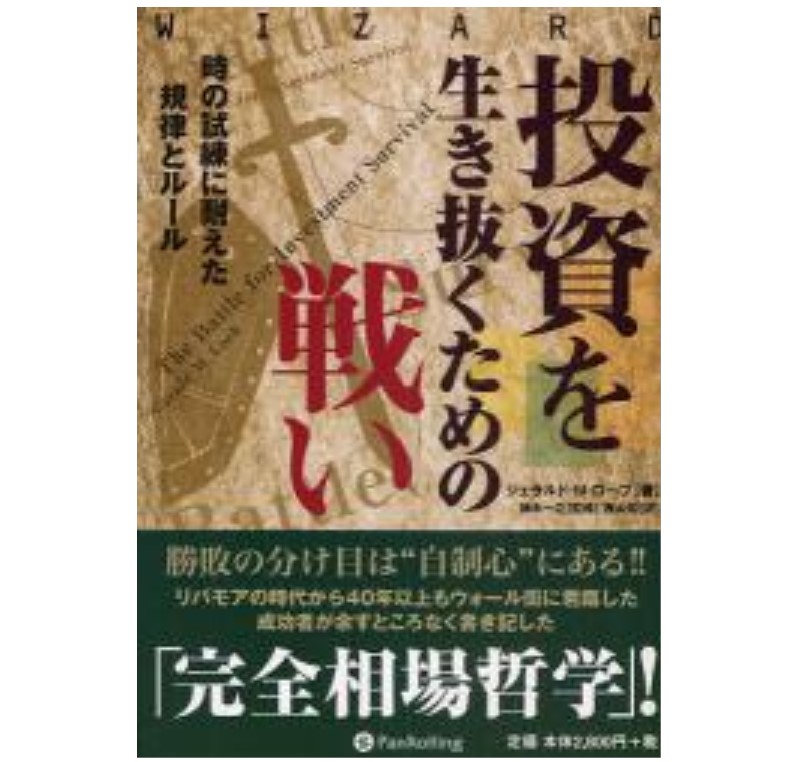 WIZARD
投資を
生き抜くための
戦い
時の試練に耐えた
規律とルール
The Battle for Investment Survival
ジェラルド・M・ローブ[著]
勝敗の分け目は“自制心”にある!!
リバモアの時代から40年以上もウォール街に君臨した
成功者が余すところなく書き記した
「完全相場哲学」!
PanRolling
定価 本体2,800円+税